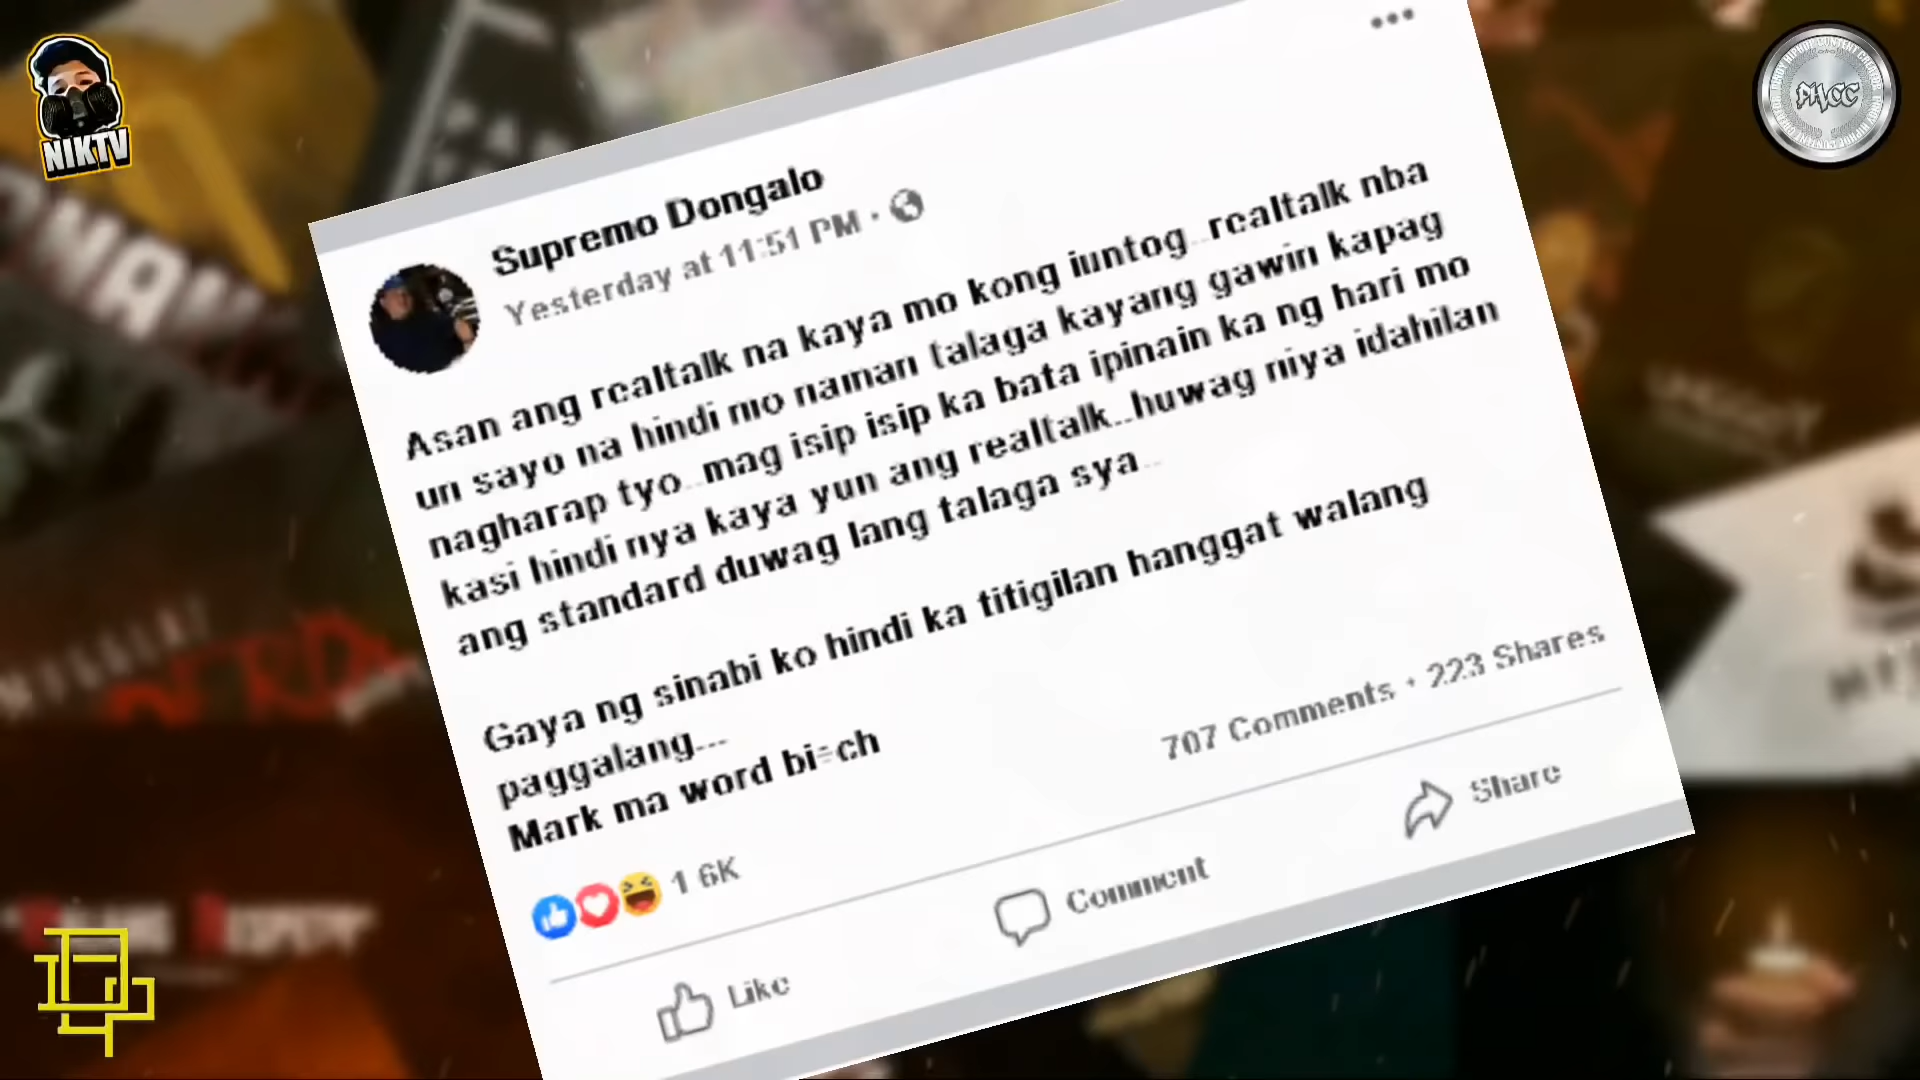 NIKTV
PHCC
Supremo Dongalo
Yesterday at 11:51 PM ·
Asan ang realtalk na kaya mo kong iuntog..realtalk nba
un sayo na hindi mo naman talaga kayang gawin kapag
nagharap tyo..mag isip isip ka bata ipinain ka ng hari mo
kasi hindi nya kaya yun ang realtalk..huwag niya idahilan
ang standard duwag lang talaga sya..
Gaya ng sinabi ko hindi ka titigilan hanggat walang
paggalang...
Mark ma word bi=ch
1 6K
707 Comments · 223 Shares
Like
Comment
Share